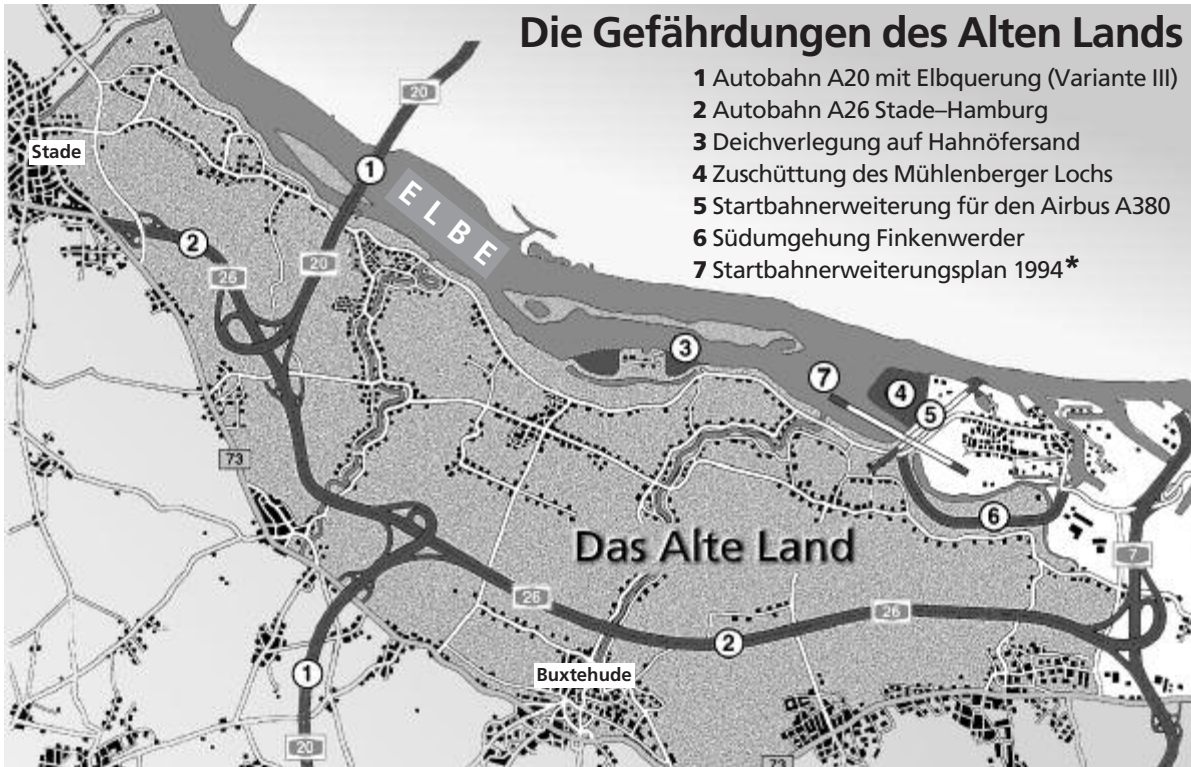 Die Gefährdungen des Alten Lands
1 Autobahn A20 mit Elbquerung (Variante III)
2 Autobahn A26 Stade–Hamburg
3 Deichverlegung auf Hahnöfersand
4 Zuschüttung des Mühlenberger Lochs
5 Startbahnerweiterung für den Airbus A380
6 Südumgehung Finkenwerder
7 Startbahnerweiterungsplan 1994*
20
Stade
1
ELBE
2
26
20
3
7
4
5
73
6
Das Alte Land
7
26
26
2
1
Buxtehude
20
73